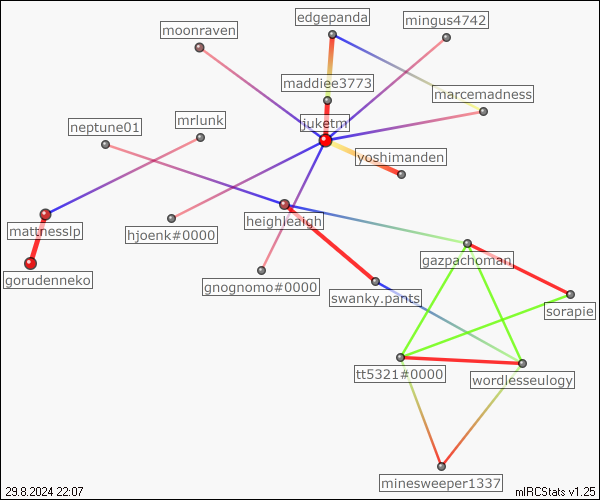 edgepanda
mingus4742
moonraven
maddiee3773
marcemadness
mrlunk
juketm
neptune01
yoshimanden
heighleaigh
mattnesslp
hjoenk#0000
gazpachoman
gorudenneko
gnognomo#0000
swanky.pants
sorapie
tt5321#0000
wordlesseulogy
minesweeper1337
29.8.2024 22:07
mIRCStats v1.25